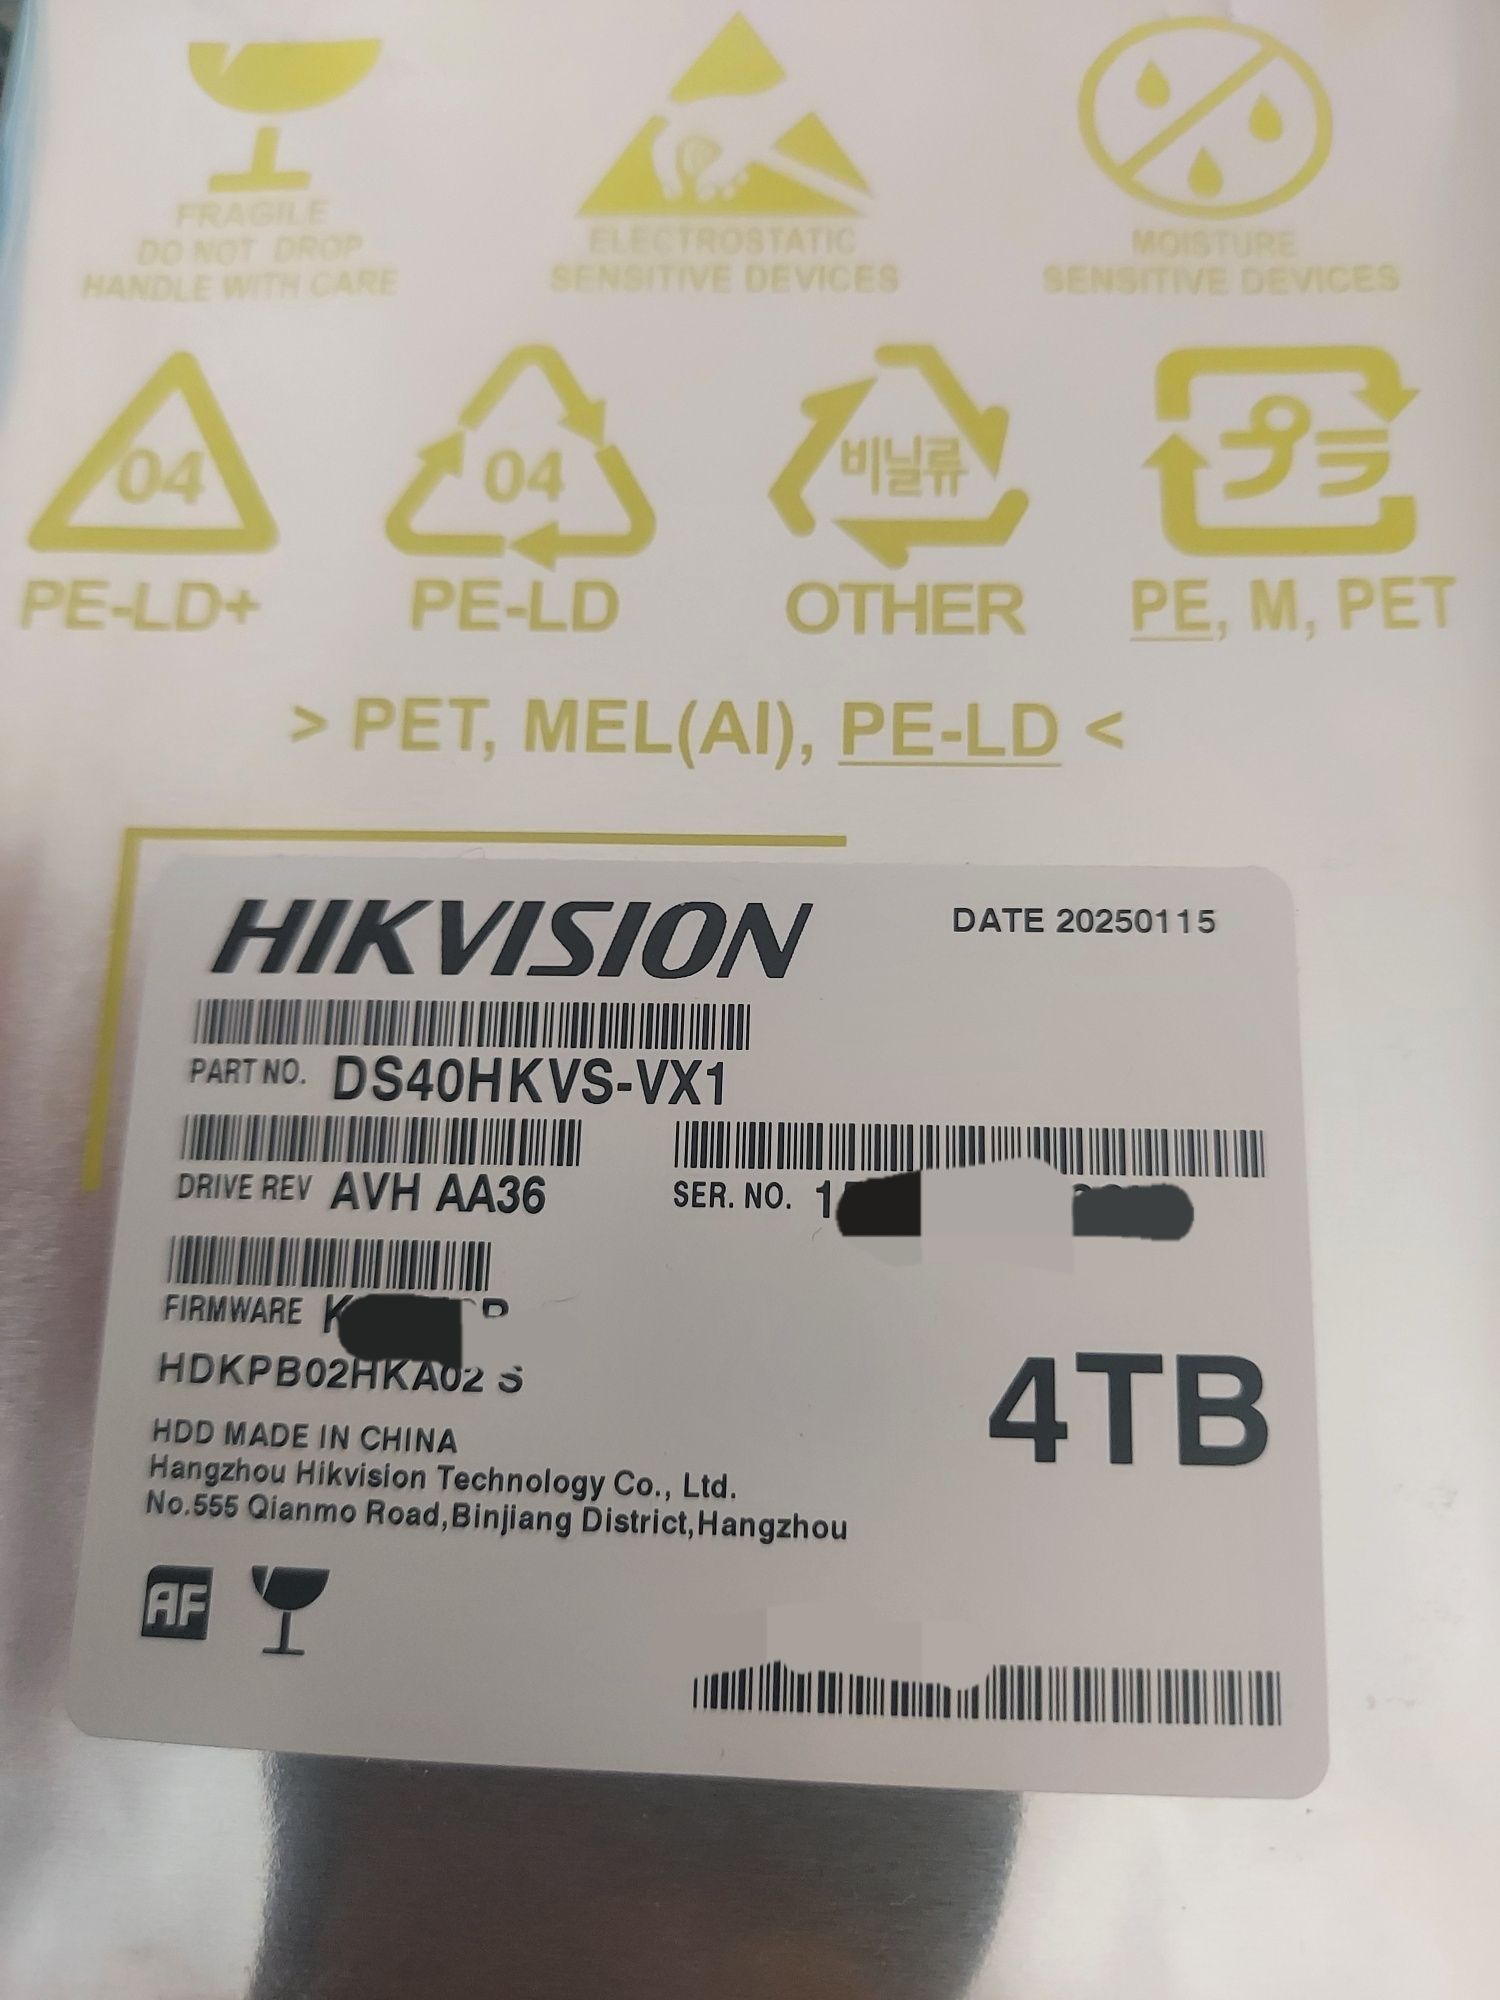 FRAGILE
DO NOT DROP
HANDLE WITH CARE
ELECTROSTATIC
SENSITIVE DEVICES
MOISTURE
SENSITIVE DEVICES
04
PE-LD+
04
PE-LD
비닐류
OTHER
プラ
PE, M, PET
> PET, MEL(AI), PE-LD <
HIKVISION
DATE 20250115
PART NO. DS40HKVS-VX1
DRIVE REV AVH AA36
SER. NO.
FIRMWARE
HDKPB02HKA02 S
4TB
HDD MADE IN CHINA
Hangzhou Hikvision Technology Co., Ltd.
No.555 Qianmo Road,Binjiang District,Hangzhou
AF